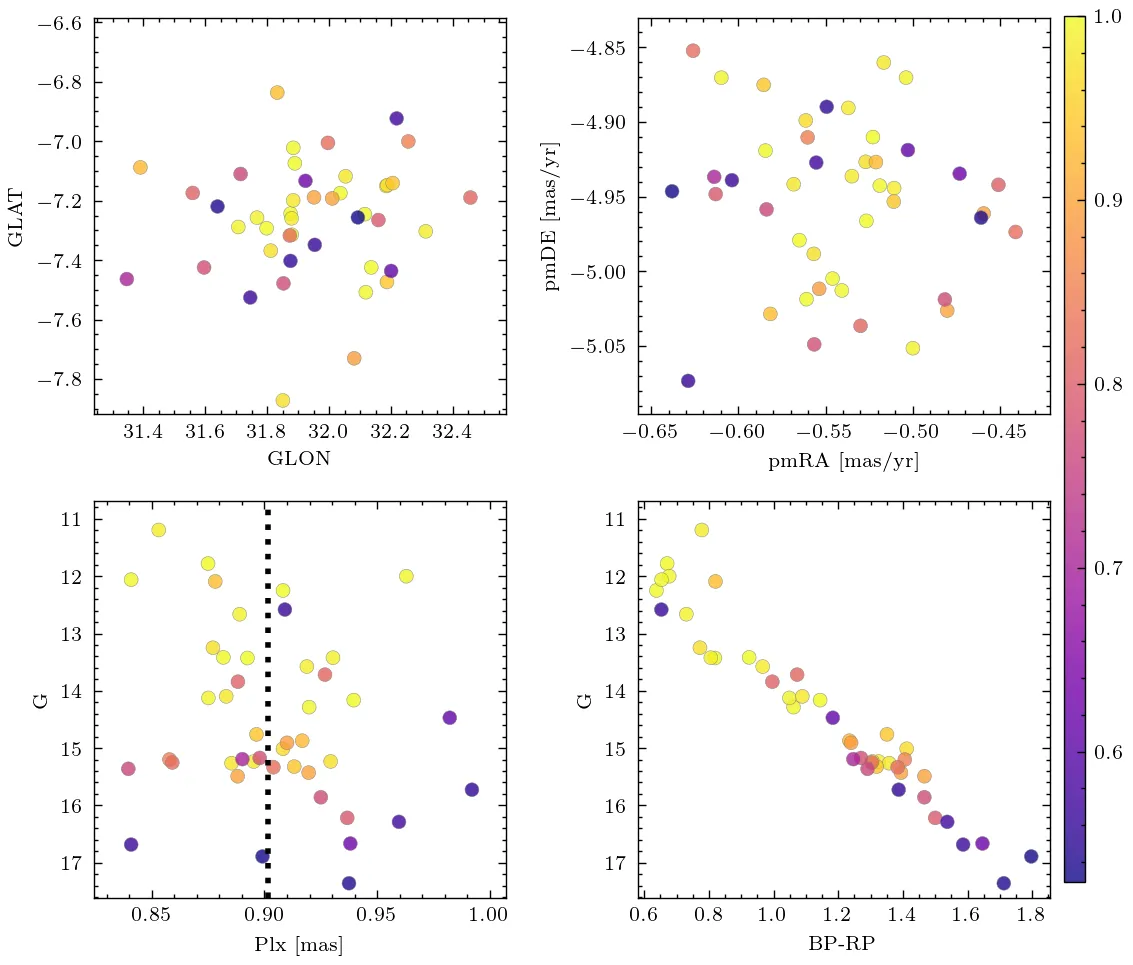 −6.6
−6.8
−7.0
−7.2
−7.4
−7.6
−7.8
GLAT
31.4 31.6 31.8 32.0 32.2 32.4
GLON
−4.85
−4.90
−4.95
−5.00
−5.05
pmDE [mas/yr]
−0.65 −0.60 −0.55 −0.50 −0.45
pmRA [mas/yr]
1.0
0.9
0.8
0.7
0.6
11
12
13
14
15
16
17
G
0.85 0.90 0.95 1.00
Plx [mas]
11
12
13
14
15
16
17
G
0.6 0.8 1.0 1.2 1.4 1.6 1.8
BP-RP